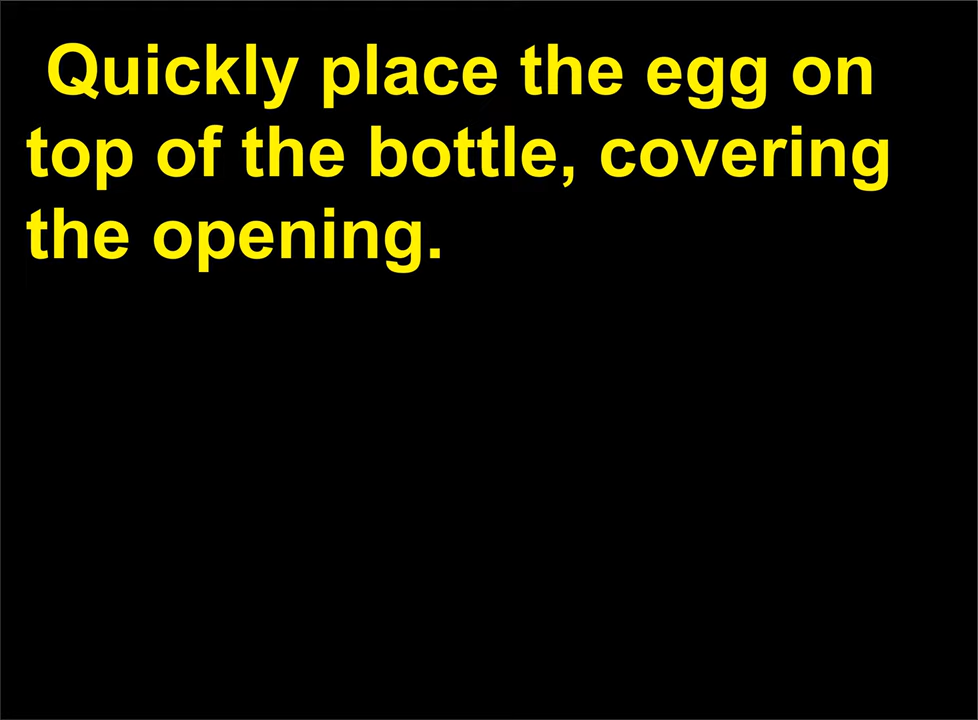 Quickly place the egg on
top of the bottle, covering
the opening.